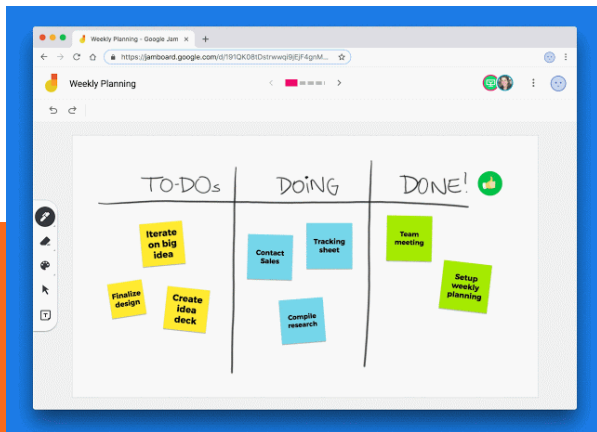 Weekly Planning - Google Jam
https://jamboard.google.com/d/191QK08tDstrwwqi9jEjF4gnM...
Weekly Planning
TO-DOs
DOING
DONE!
Iterate
on big
idea
Finalize
design
Create
idea
deck
Contact
Sales
Tracking
sheet
Compile
research
Team
meeting
Setup
weekly
planning
T